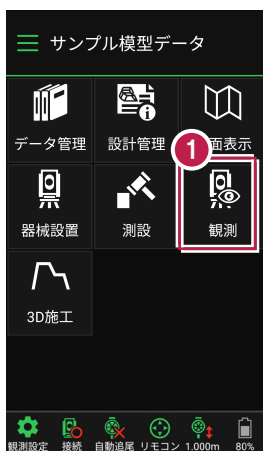 サンプル模型データ
データ管理 設計管理 面表示
1
器械設置 測設 観測
3D施工
観測設定 接続 自動追尾 リモコン 1.000m 80%